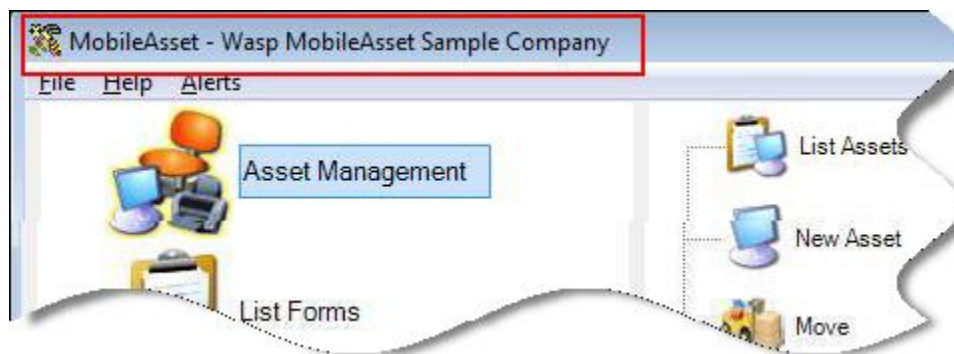 MobileAsset - Wasp MobileAsset Sample Company
File Help Alerts
Asset Management
List Forms
List Assets
New Asset
Move